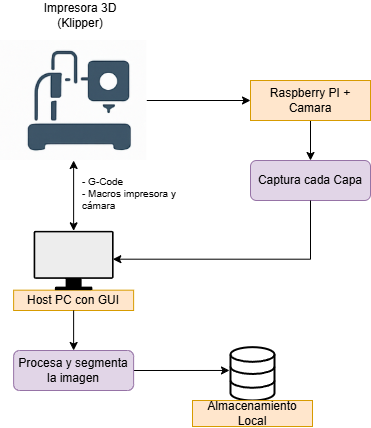 Impresora 3D
(Klipper)
Raspberry PI +
Camara
- G-Code
- Macros impresora y
cámara
Captura cada Capa
Host PC con GUI
Procesa y segmenta
la imagen
Almacenamiento
Local